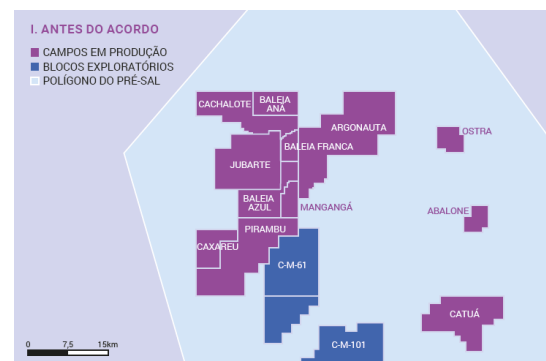 I. ANTES DO ACORDO
CAMPOS EM PRODUÇÃO
BLOCOS EXPLORATÓRIOS
POLÍGONO DO PRÉ-SAL
CACHALOTE
BALEIA
ANÃ
ARGONAUTA
OSTRA
BALEIA FRANCA
JUBARTE
BALEIA
AZUL
MANGANGÁ
ABALONE
PIRAMBU
CAXARÉU
C-M-61
CATUÁ
C-M-101
0 7,5 15km